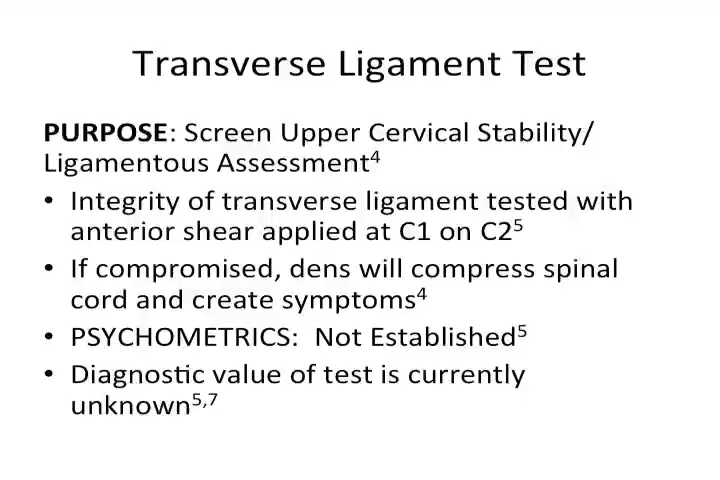 Transverse Ligament Test
PURPOSE: Screen Upper Cervical Stability/
Ligamentous Assessment⁴
• Integrity of transverse ligament tested with
anterior shear applied at C1 on C2⁵
• If compromised, dens will compress spinal
cord and create symptoms⁴
• PSYCHOMETRICS:  Not Established⁵
• Diagnostic value of test is currently
unknown⁵,⁷